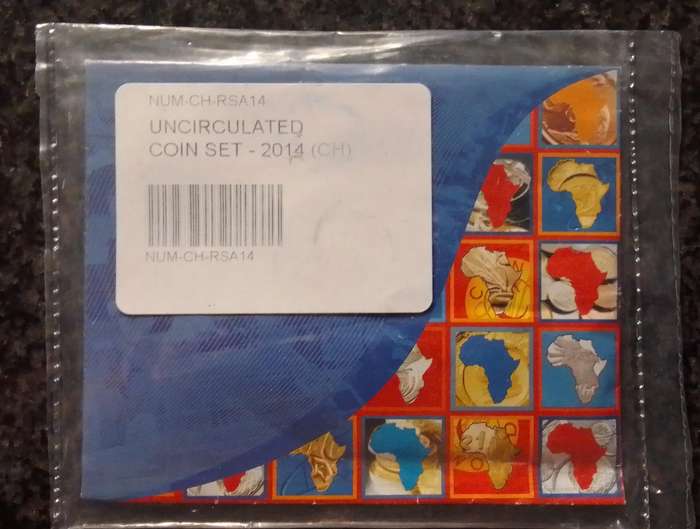 NUM-CH-RSA14
UNCIRCULATED
COIN SET - 2014 (CH)
NUM-CH-RSA14